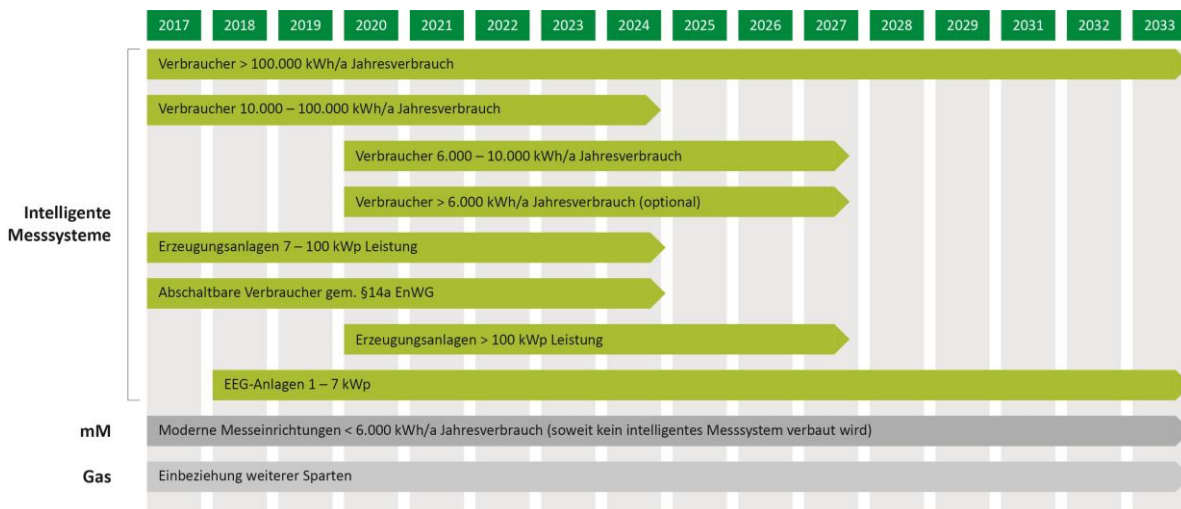 2017 2018 2019 2020 2021 2022 2023 2024 2025 2026 2027 2028 2029 2031 2032 2033
Verbraucher > 100.000 kWh/a Jahresverbrauch
Verbraucher 10.000 – 100.000 kWh/a Jahresverbrauch
Verbraucher 6.000 – 10.000 kWh/a Jahresverbrauch
Verbraucher > 6.000 kWh/a Jahresverbrauch (optional)
Intelligente
Messsysteme
Erzeugungsanlagen 7 – 100 kWp Leistung
Abschaltbare Verbraucher gem. §14a EnWG
Erzeugungsanlagen > 100 kWp Leistung
EEG-Anlagen 1 – 7 kWp
mM Moderne Messeinrichtungen < 6.000 kWh/a Jahresverbrauch (soweit kein intelligentes Messsystem verbaut wird)
Gas Einbeziehung weiterer Sparten